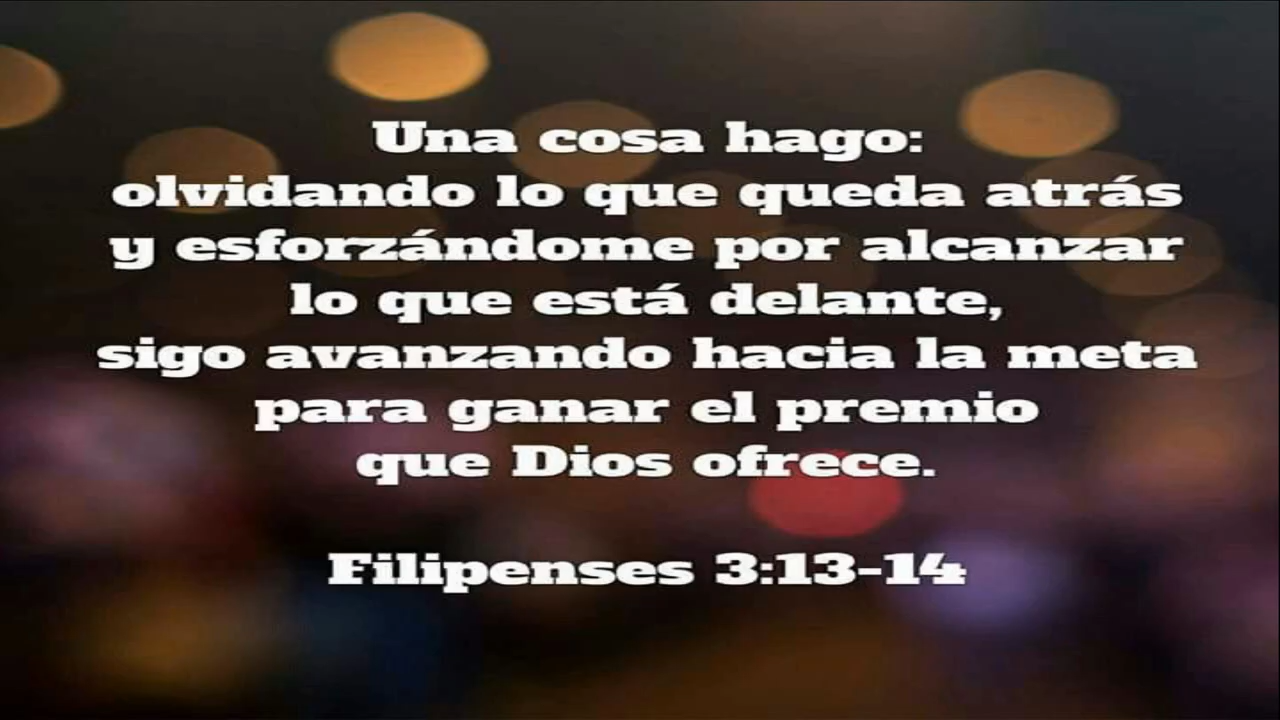 Una cosa hago:
olvidando lo que queda atrás
y esforzándome por alcanzar
lo que está delante,
sigo avanzando hacia la meta
para ganar el premio
que Dios ofrece.
Filipenses 3:13-14